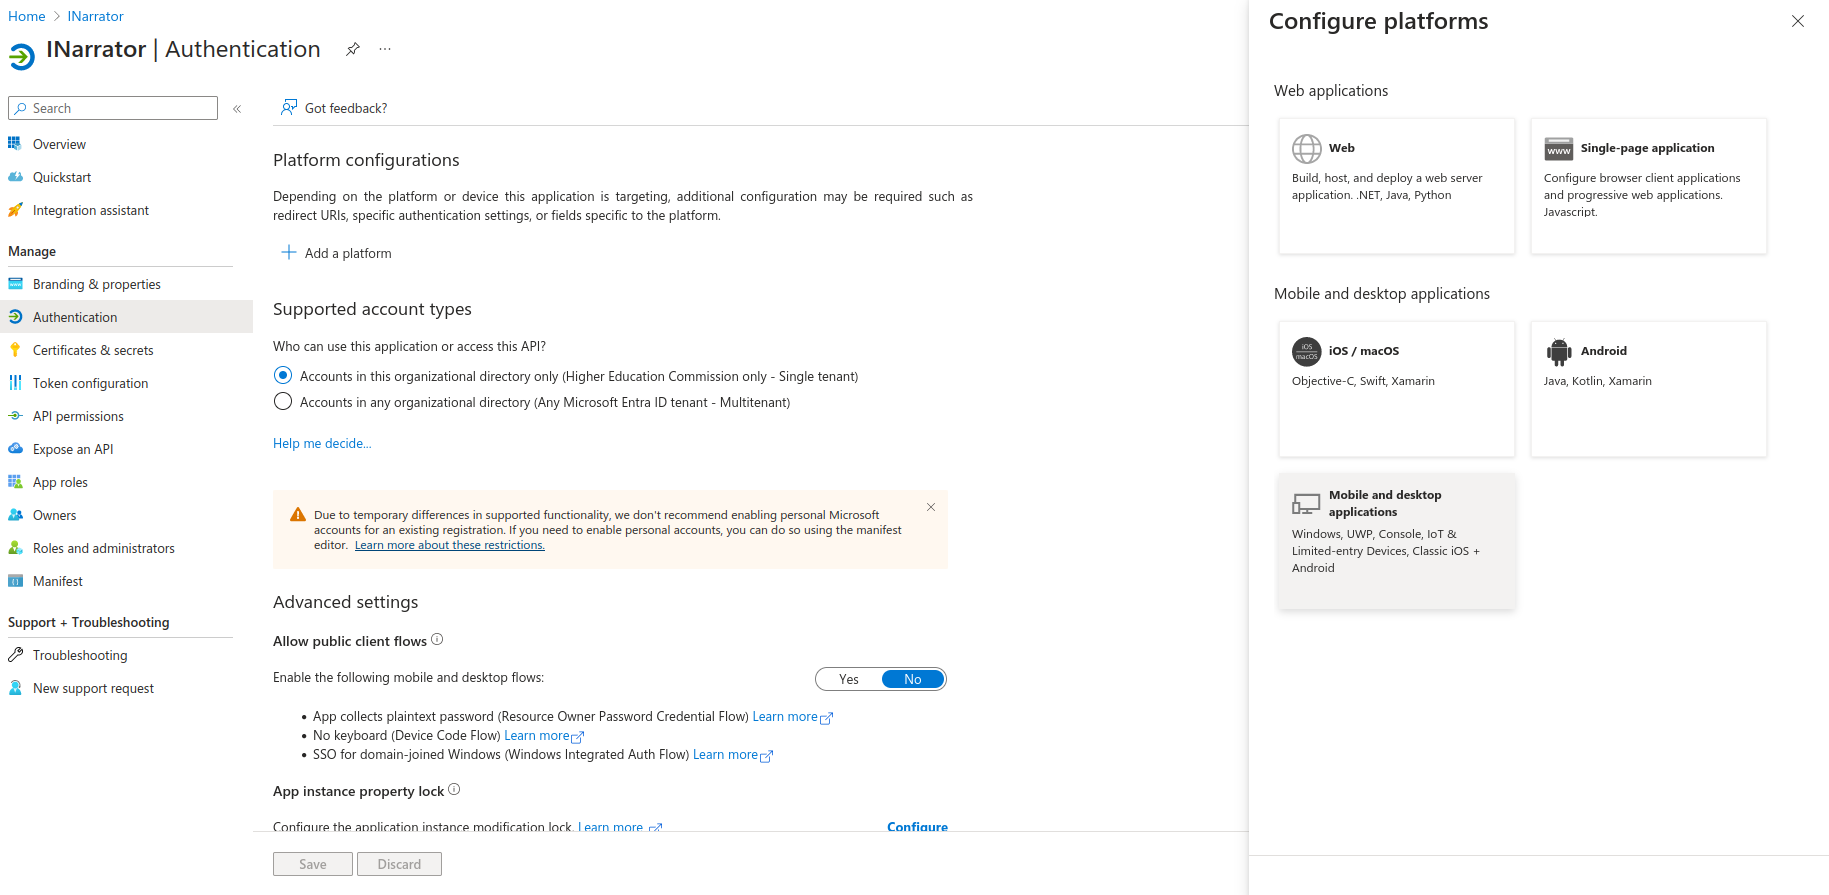 Home > INarrator
INarrator | Authentication
Search
Overview
Quickstart
Integration assistant
Manage
Branding & properties
Authentication
Certificates & secrets
Token configuration
API permissions
Expose an API
App roles
Owners
Roles and administrators
Manifest
Support + Troubleshooting
Troubleshooting
New support request
Got feedback?
Platform configurations
Depending on the platform or device this application is targeting, additional configuration may be required such as
redirect URIs, specific authentication settings, or fields specific to the platform.
Add a platform
Supported account types
Who can use this application or access this API?
Accounts in this organizational directory only (Higher Education Commission only - Single tenant)
Accounts in any organizational directory (Any Microsoft Entra ID tenant - Multitenant)
Help me decide...
Due to temporary differences in supported functionality, we don't recommend enabling personal Microsoft
accounts for an existing registration. If you need to enable personal accounts, you can do so using the manifest
editor. Learn more about these restrictions.
Advanced settings
Allow public client flows
Enable the following mobile and desktop flows:
Yes No
• App collects plaintext password (Resource Owner Password Credential Flow) Learn more
• No keyboard (Device Code Flow) Learn more
• SSO for domain-joined Windows (Windows Integrated Auth Flow) Learn more
App instance property lock
Configure the application instance modification lock. Learn more
Configure
Save
Discard
Configure platforms
Web applications
Web
Build, host, and deploy a web server
application. .NET, Java, Python
www
Single-page application
Configure browser client applications
and progressive web applications.
Javascript.
Mobile and desktop applications
iOS
macOS
iOS / macOS
Objective-C, Swift, Xamarin
Android
Java, Kotlin, Xamarin
Mobile and desktop
applications
Windows, UWP, Console, IoT &
Limited-entry Devices, Classic iOS +
Android